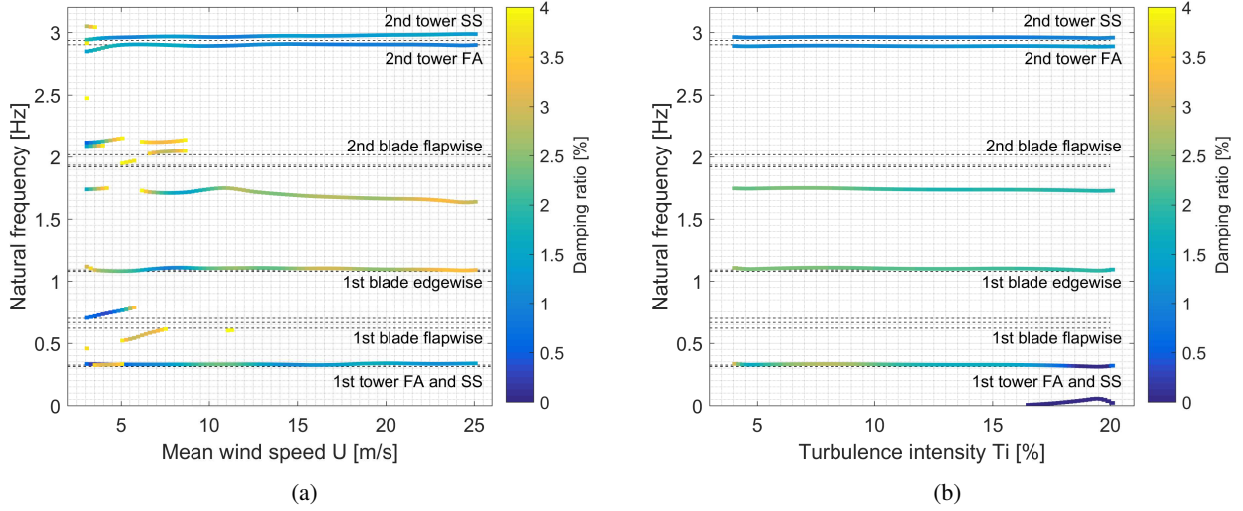 Natural frequency [Hz]
3
2.5
2
1.5
1
0.5
0
2nd tower SS
2nd tower FA
2nd blade flapwise
1st blade edgewise
1st blade flapwise
1st tower FA and SS
5
10
15
20
25
Mean wind speed U [m/s]
4
3.5
3
2.5
2
1.5
1
0.5
0
Damping ratio [%]
(a)
Natural frequency [Hz]
3
2.5
2
1.5
1
0.5
0
2nd tower SS
2nd tower FA
2nd blade flapwise
1st blade edgewise
1st blade flapwise
1st tower FA and SS
5
10
15
20
Turbulence intensity Ti [%]
4
3.5
3
2.5
2
1.5
1
0.5
0
Damping ratio [%]
(b)